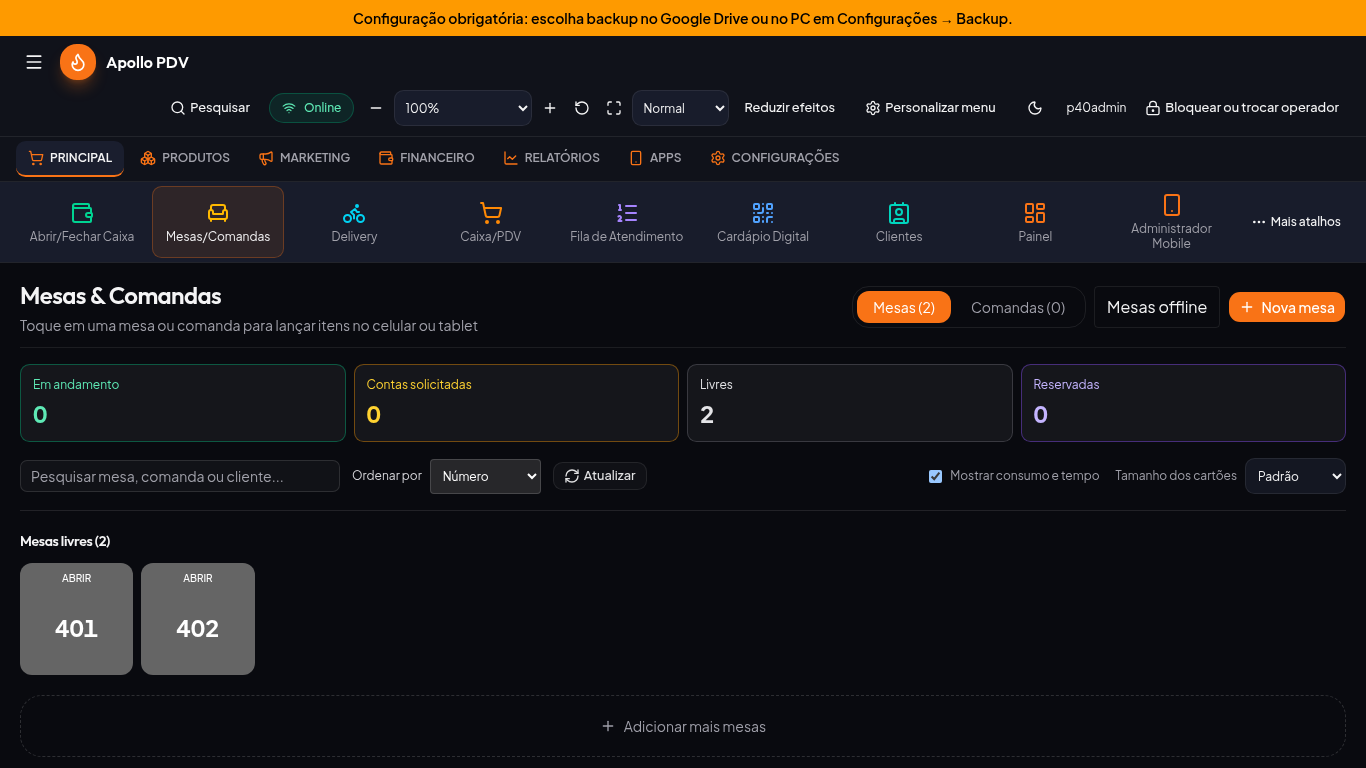 Configuração obrigatória: escolha backup no Google Drive ou no PC em Configurações → Backup.
Apollo PDV
Pesquisar
Online
100%
Normal
Reduzir efeitos
Personalizar menu
p40admin
Bloquear ou trocar operador
PRINCIPAL
PRODUTOS
MARKETING
FINANCEIRO
RELATÓRIOS
APPS
CONFIGURAÇÕES
Abrir/Fechar Caixa
Mesas/Comandas
Delivery
Caixa/PDV
Fila de Atendimento
Cardápio Digital
Clientes
Painel
Administrador
Mobile
Mais atalhos
Mesas & Comandas
Toque em uma mesa ou comanda para lançar itens no celular ou tablet
Mesas (2)
Comandas (0)
Mesas offline
Nova mesa
Em andamento
0
Contas solicitadas
0
Livres
2
Reservadas
0
Pesquisar mesa, comanda ou cliente...
Ordenar por
Número
Atualizar
Mostrar consumo e tempo
Tamanho dos cartões
Padrão
Mesas livres (2)
ABRIR
401
ABRIR
402
Adicionar mais mesas